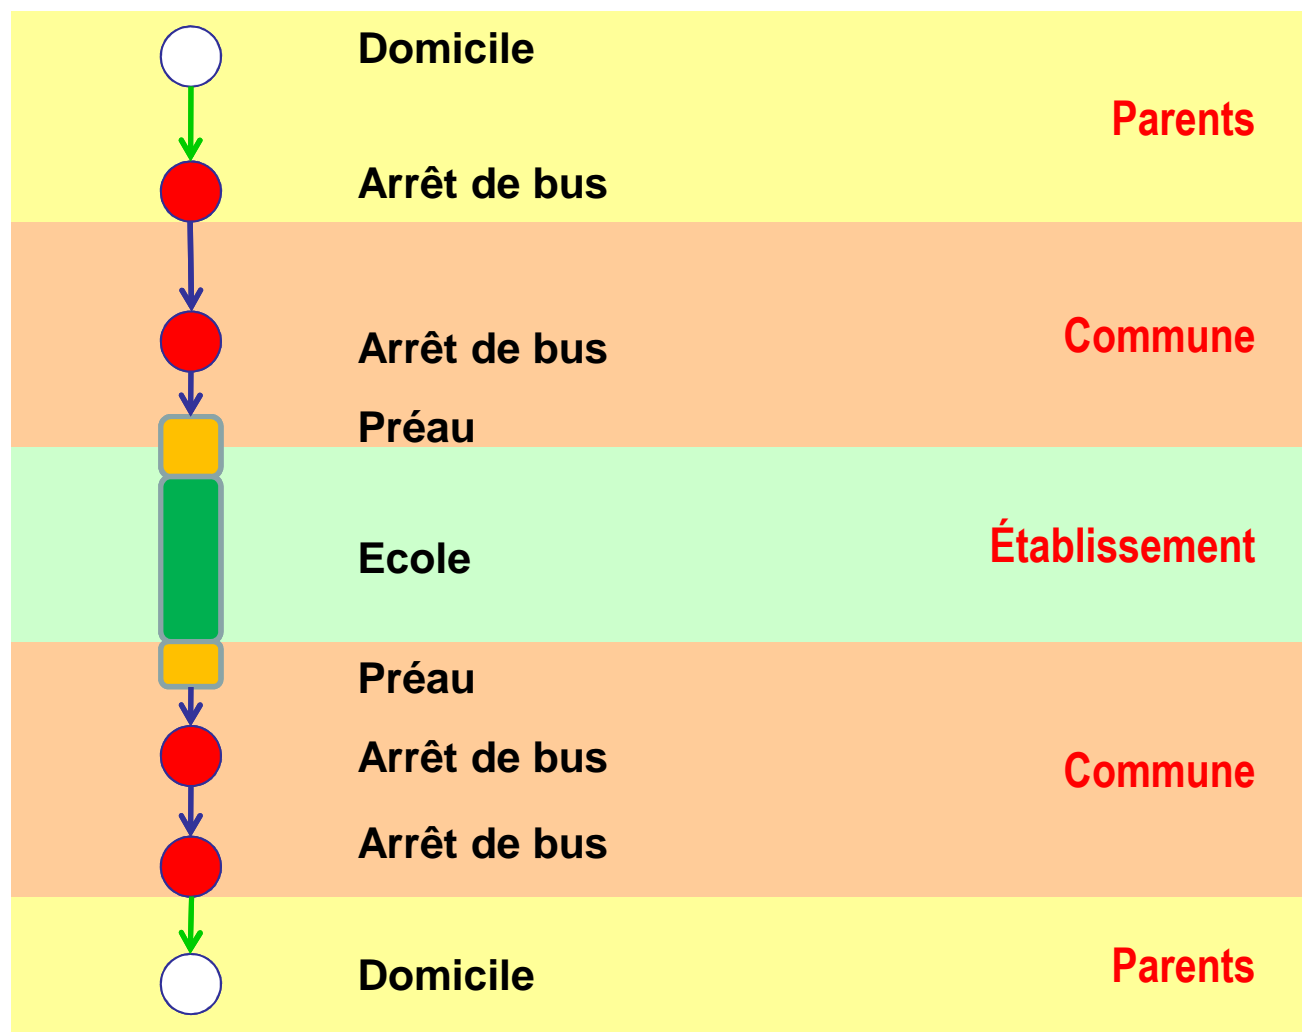 Domicile
Parents
Arrêt de bus
Commune
Arrêt de bus
Préau
Établissement
Ecole
Préau
Arrêt de bus
Commune
Arrêt de bus
Parents
Domicile